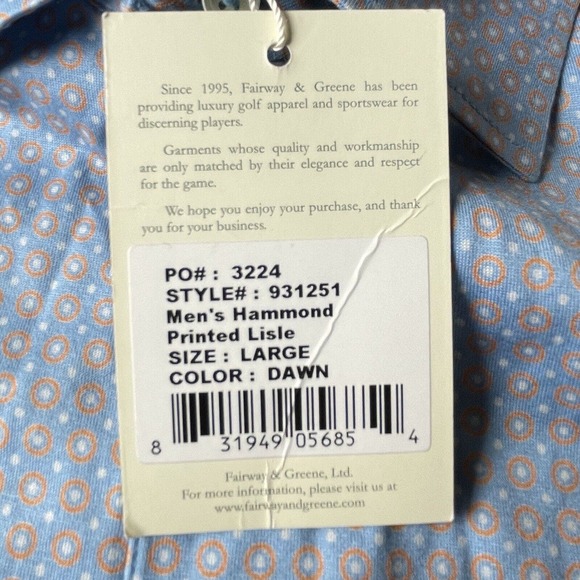 Since 1995, Fairway & Greene has been
providing luxury golf apparel and sportswear for
discerning players.
Garments whose quality and workmanship
are only matched by their elegance and respect
for the game.
We hope you enjoy your purchase, and thank
you for your business.
PO# : 3224
STYLE# : 931251
Men's Hammond
Printed Lisle
SIZE : LARGE
COLOR : DAWN
8 31949 05685 4
Fairway & Greene, Ltd.
For more information, please visit us at
www.fairwayandgreene.com